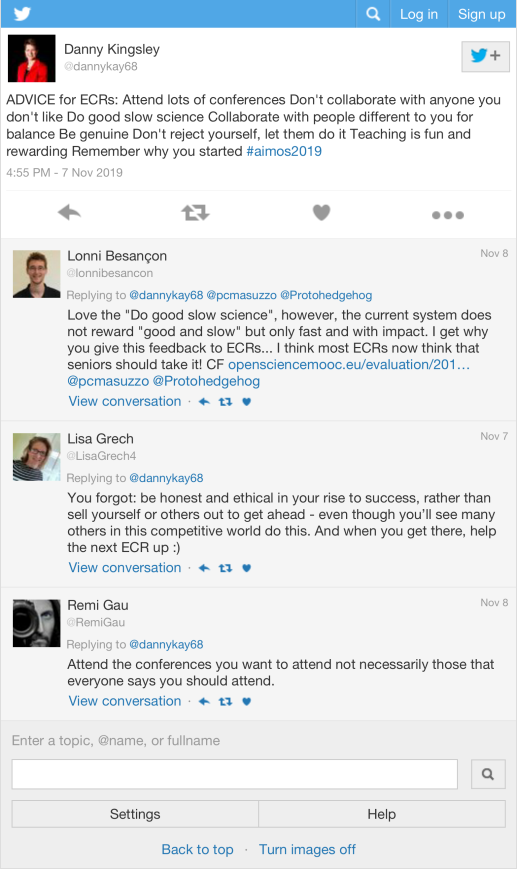 Log in
Sign up
Danny Kingsley
@dannykay68
+
ADVICE for ECRs: Attend lots of conferences Don't collaborate with anyone you
don't like Do good slow science Collaborate with people different to you for
balance Be genuine Don't reject yourself, let them do it Teaching is fun and
rewarding Remember why you started #aimos2019
4:55 PM - 7 Nov 2019
Lonni Besançon
Nov 8
@lonnibesancon
Replying to @dannykay68 @pcmasuzzo @Protohedgehog
Love the "Do good slow science", however, the current system does
not reward "good and slow" but only fast and with impact. I get why
you give this feedback to ECRs... I think most ECRs now think that
seniors should take it! CF opensciencemooc.eu/evaluation/201…
@pcmasuzzo @Protohedgehog
View conversation ·
Lisa Grech
Nov 7
@LisaGrech4
Replying to @dannykay68
You forgot: be honest and ethical in your rise to success, rather than
sell yourself or others out to get ahead - even though you’ll see many
others in this competitive world do this. And when you get there, help
the next ECR up :)
View conversation ·
Remi Gau
Nov 8
@RemiGau
Replying to @dannykay68
Attend the conferences you want to attend not necessarily those that
everyone says you should attend.
View conversation ·
Enter a topic, @name, or fullname
Settings
Help
Back to top · Turn images off